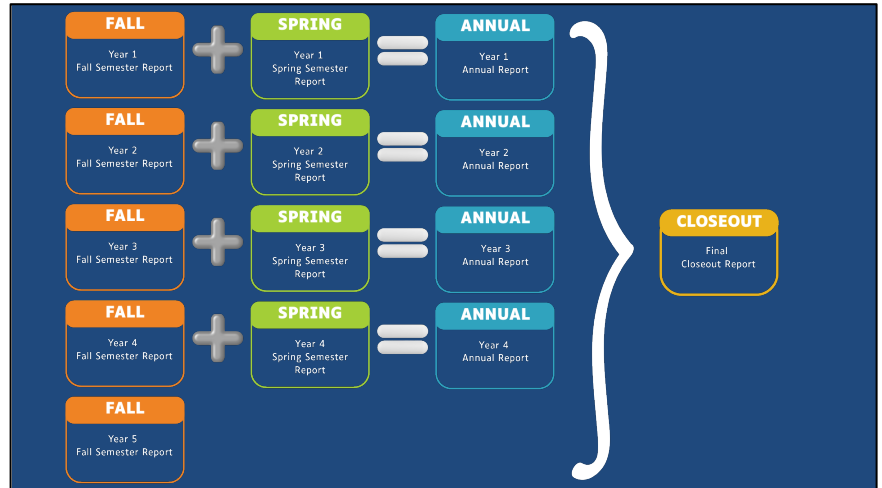 FALL
Year 1
Fall Semester Report
SPRING
Year 1
Spring Semester
Report
ANNUAL
Year 1
Annual Report
FALL
Year 2
Fall Semester Report
SPRING
Year 2
Spring Semester
Report
ANNUAL
Year 2
Annual Report
FALL
Year 3
Fall Semester Report
SPRING
Year 3
Spring Semester
Report
ANNUAL
Year 3
Annual Report
FALL
Year 4
Fall Semester Report
SPRING
Year 4
Spring Semester
Report
ANNUAL
Year 4
Annual Report
FALL
Year 5
Fall Semester Report
CLOSEOUT
Final
Closeout Report